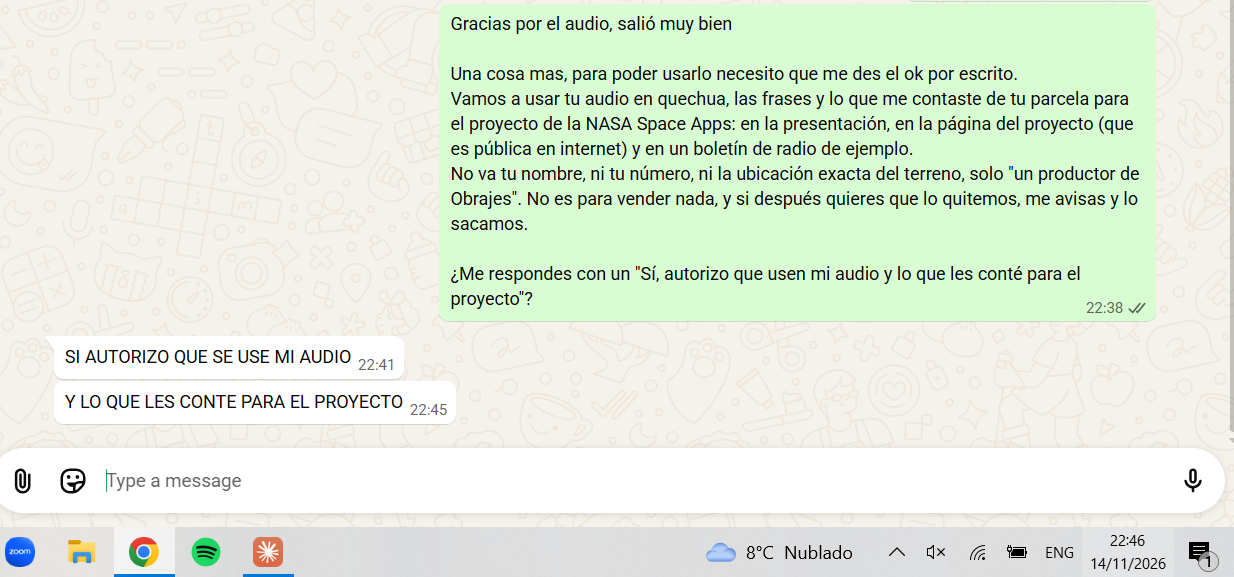 Gracias por el audio, salió muy bien
Una cosa mas, para poder usarlo necesito que me des el ok por escrito.
Vamos a usar tu audio en quechua, las frases y lo que me contaste de tu parcela para
el proyecto de la NASA Space Apps: en la presentación, en la página del proyecto (que
es pública en internet) y en un boletín de radio de ejemplo.
No va tu nombre, ni tu número, ni la ubicación exacta del terreno, solo "un productor de
Obrajes". No es para vender nada, y si después quieres que lo quitemos, me avisas y lo
sacamos.
¿Me respondes con un "Sí, autorizo que usen mi audio y lo que les conté para el
proyecto"?
22:38
SI AUTORIZO QUE SE USE MI AUDIO 22:41
Y LO QUE LES CONTE PARA EL PROYECTO 22:45
Type a message
zoom
8°C Nublado
ENG
22:46
14/11/2026
1